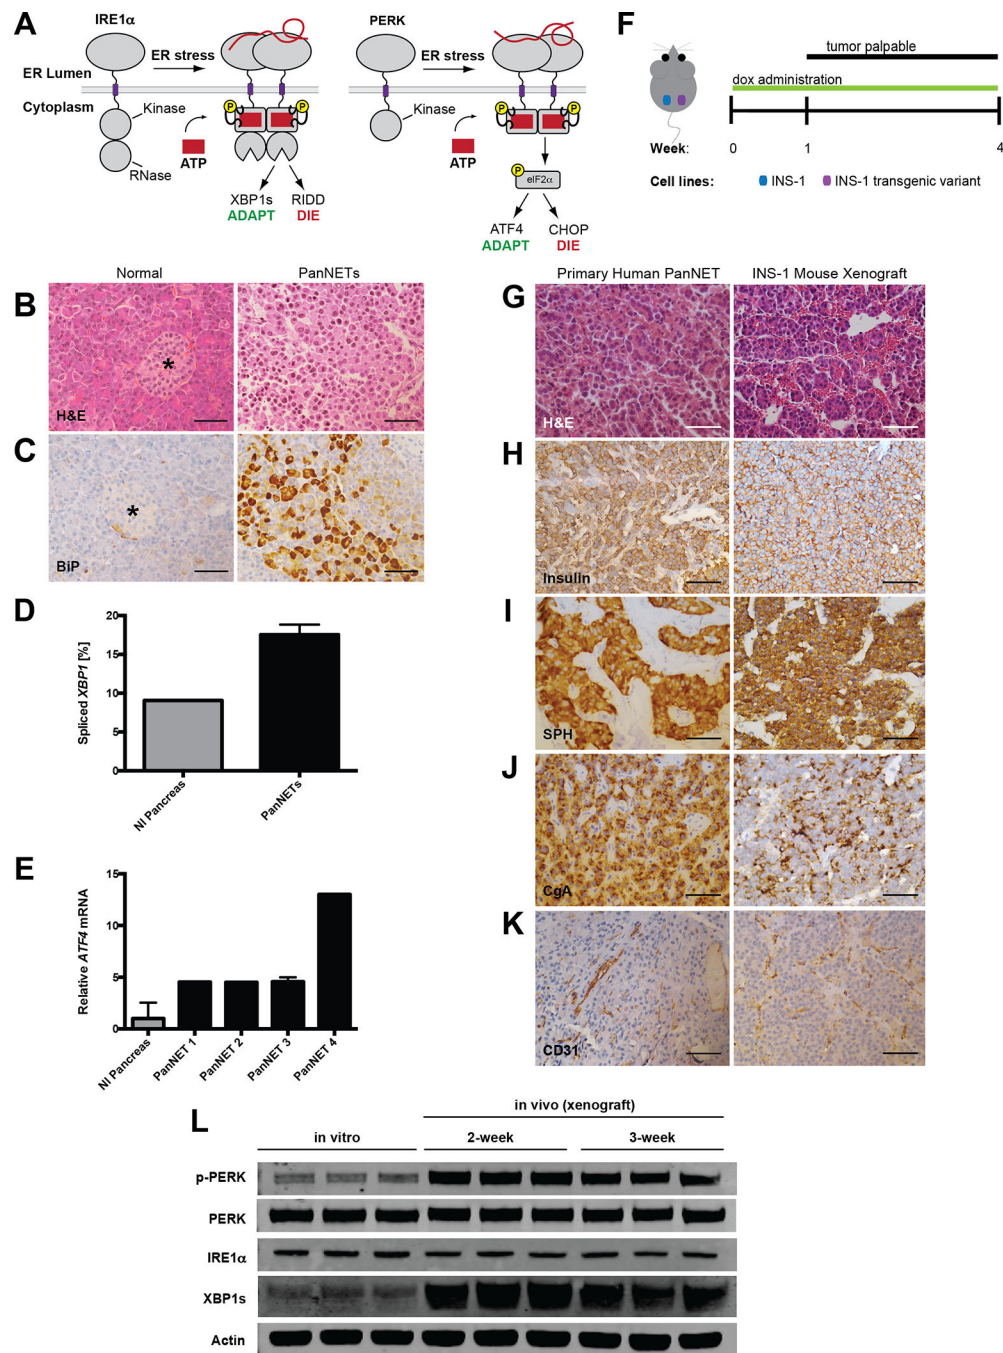 A
IRE1α
ER stress
ER Lumen
Cytoplasm
Kinase
RNase
ATP
P
P
XBP1s
ADAPT
RIDD
DIE
PERK
ER stress
Kinase
ATP
P
P
P
eIF2α
ATF4
ADAPT
CHOP
DIE
F
tumor palpable
dox administration
Week:
0
1
4
Cell lines:
INS-1
INS-1 transgenic variant
Normal
PanNETs
B
*
H&E
C
*
BiP
D
Spliced XBP1 [%]
20
15
10
5
0
NI Pancreas
PanNETs
E
Relative ATF4 mRNA
15
10
5
0
NI Pancreas
PanNET 1
PanNET 2
PanNET 3
PanNET 4
Primary Human PanNET
INS-1 Mouse Xenograft
G
H&E
H
Insulin
I
SPH
J
CgA
K
CD31
L
in vivo (xenograft)
in vitro
2-week
3-week
p-PERK
PERK
IRE1α
XBP1s
Actin